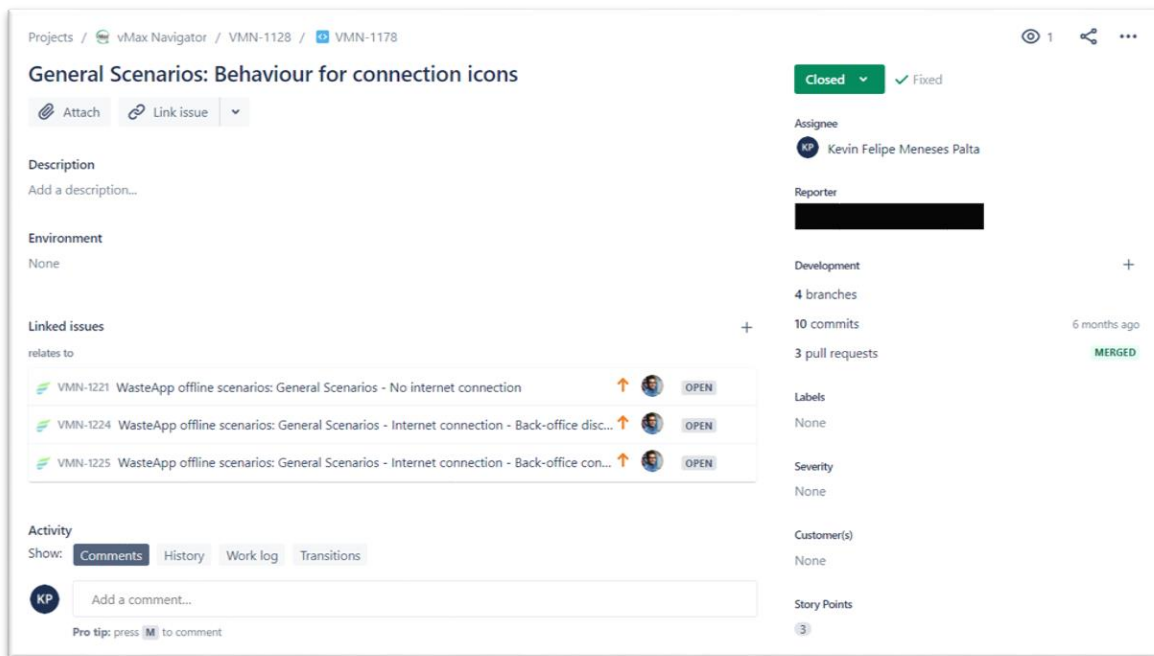 Projects / vMax Navigator / VMN-1128 / VMN-1178
1
General Scenarios: Behaviour for connection icons
Attach
Link issue
Description
Add a description...
Environment
None
Linked issues
relates to
VMN-1221 WasteApp offline scenarios: General Scenarios - No internet connection OPEN
VMN-1224 WasteApp offline scenarios: General Scenarios - Internet connection - Back-office disc... OPEN
VMN-1225 WasteApp offline scenarios: General Scenarios - Internet connection - Back-office con... OPEN
Activity
Show: Comments History Work log Transitions
KP Add a comment...
Pro tip: press M to comment
Closed Fixed
Assignee
KP Kevin Felipe Meneses Palta
Reporter
Development
4 branches
10 commits 6 months ago
3 pull requests MERGED
Labels
None
Severity
None
Customer(s)
None
Story Points
3